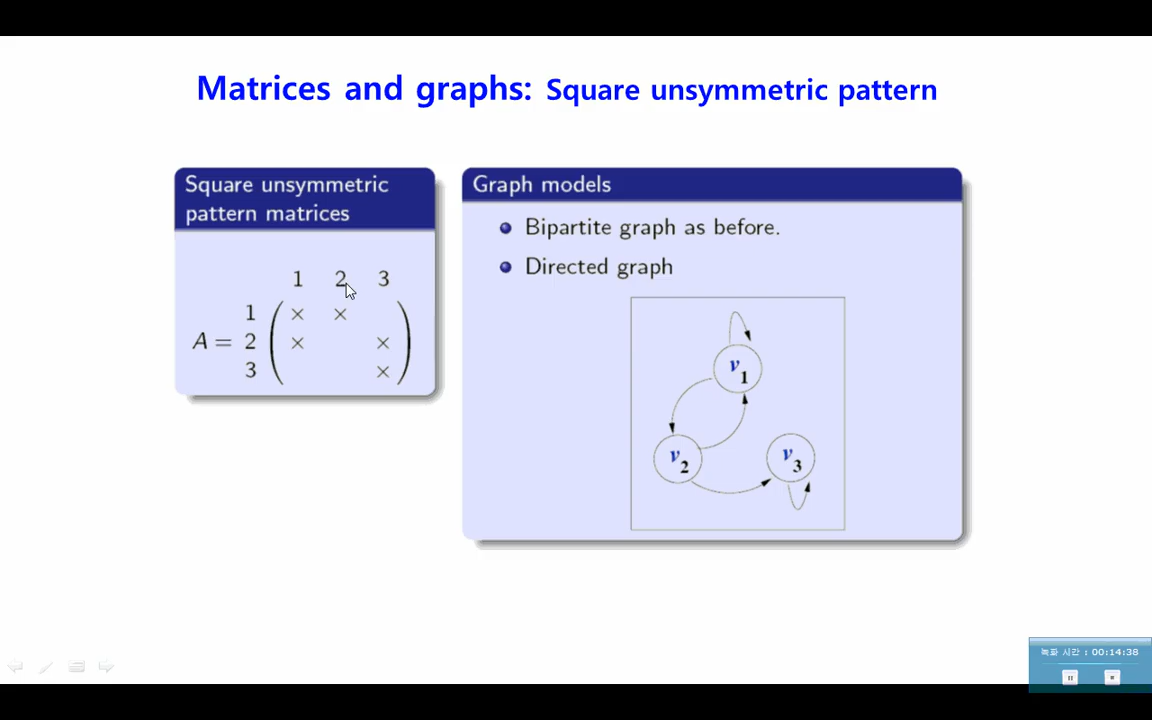 Matrices and graphs: Square unsymmetric pattern
Square unsymmetric
pattern matrices
1 2 3
1 × ×
A = 2 × ×
3 ×
Graph models
Bipartite graph as before.
Directed graph
v1
v2
v3
녹화 시간 : 00:14:38